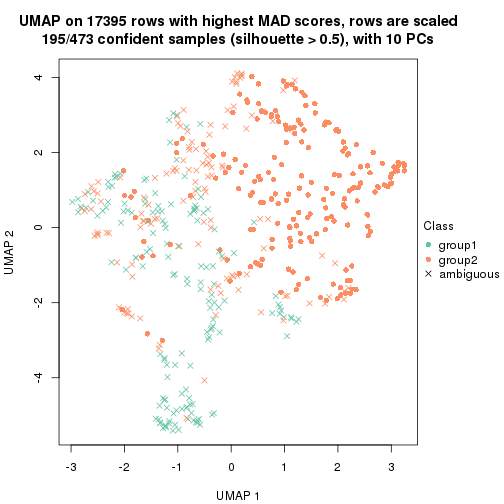 UMAP on 17395 rows with highest MAD scores, rows are scaled
195/473 confident samples (silhouette > 0.5), with 10 PCs
4
2
0
-2
-4
UMAP 2
-3
-2
-1
0
1
2
3
UMAP 1
Class
group1
group2
ambiguous